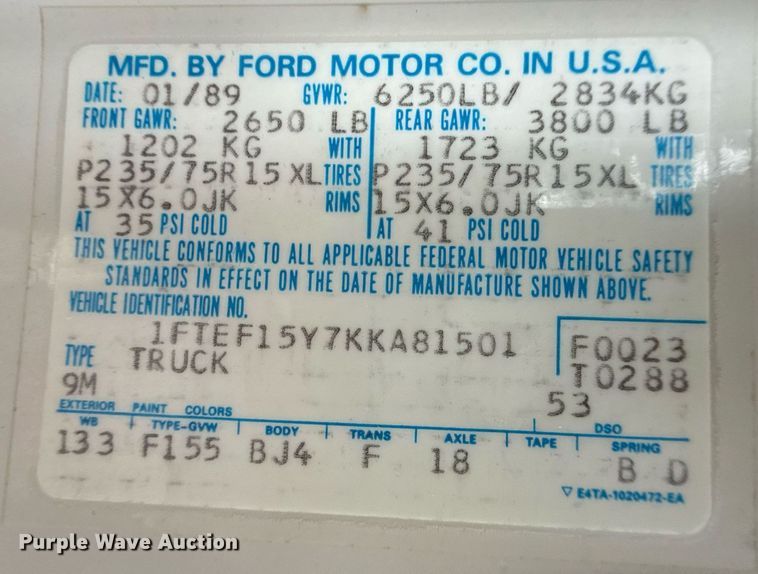 MFD. BY FORD MOTOR CO. IN U.S.A.
DATE: 01/89 GVWR: 6250LB/ 2834KG
FRONT GAWR: 2650 LB REAR GAWR: 3800 LB
1202 KG WITH 1723 KG WITH
P235/75R15 XL TIRES P235/75R15XL TIRES
15X6.0JK RIMS 15X6.0JK RIMS
AT 35 PSI COLD AT 41 PSI COLD
THIS VEHICLE CONFORMS TO ALL APPLICABLE FEDERAL MOTOR VEHICLE SAFETY
STANDARDS IN EFFECT ON THE DATE OF MANUFACTURE SHOWN ABOVE.
VEHICLE IDENTIFICATION NO.
1FTEF15Y7KKA81501 F0023
TYPE TRUCK T0288
9M 53
EXTERIOR PAINT COLORS DSO
WB TYPE-GVW BODY TRANS AXLE TAPE SPRING
133 F155 BJ4 F 18 B D
▽ E4TA-1020472-EA
Purple Wave Auction